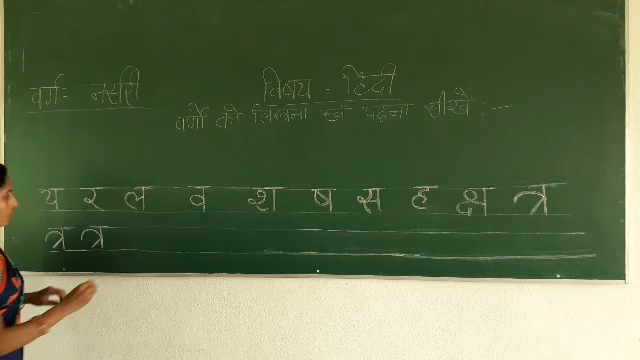 वर्ग:- नर्सरी
विषय - हिंदी
वर्णो को लिखना एवं पढ़ना सीखे :-
य र ल व श ष स ह क्ष त्र
त्र त्र